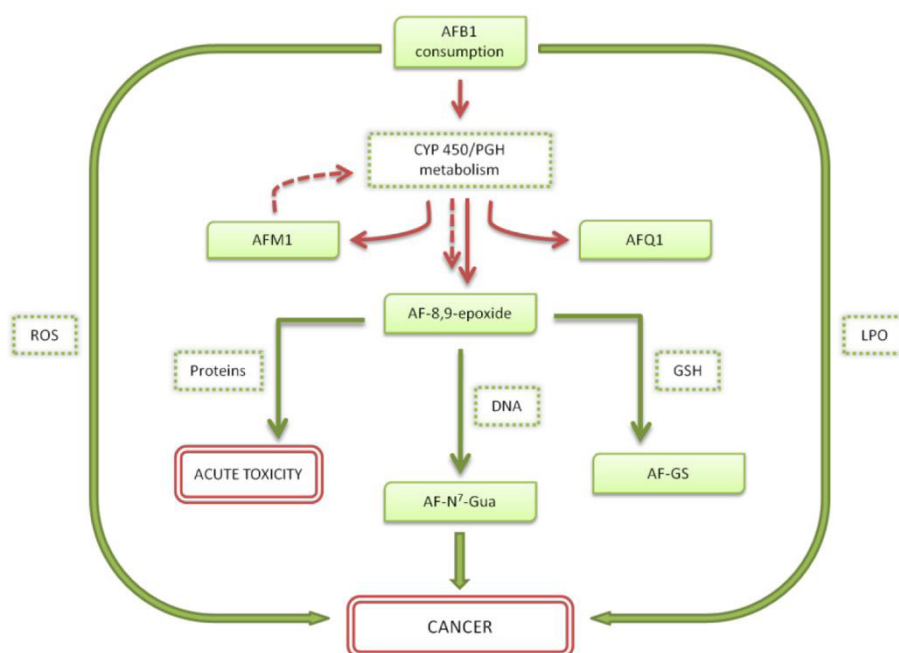 AFB1
consumption
CYP 450/PGH
metabolism
AFM1
AFQ1
AF-8,9-epoxide
ROS
LPO
Proteins
GSH
DNA
ACUTE TOXICITY
AF-GS
AF-N⁷-Gua
CANCER